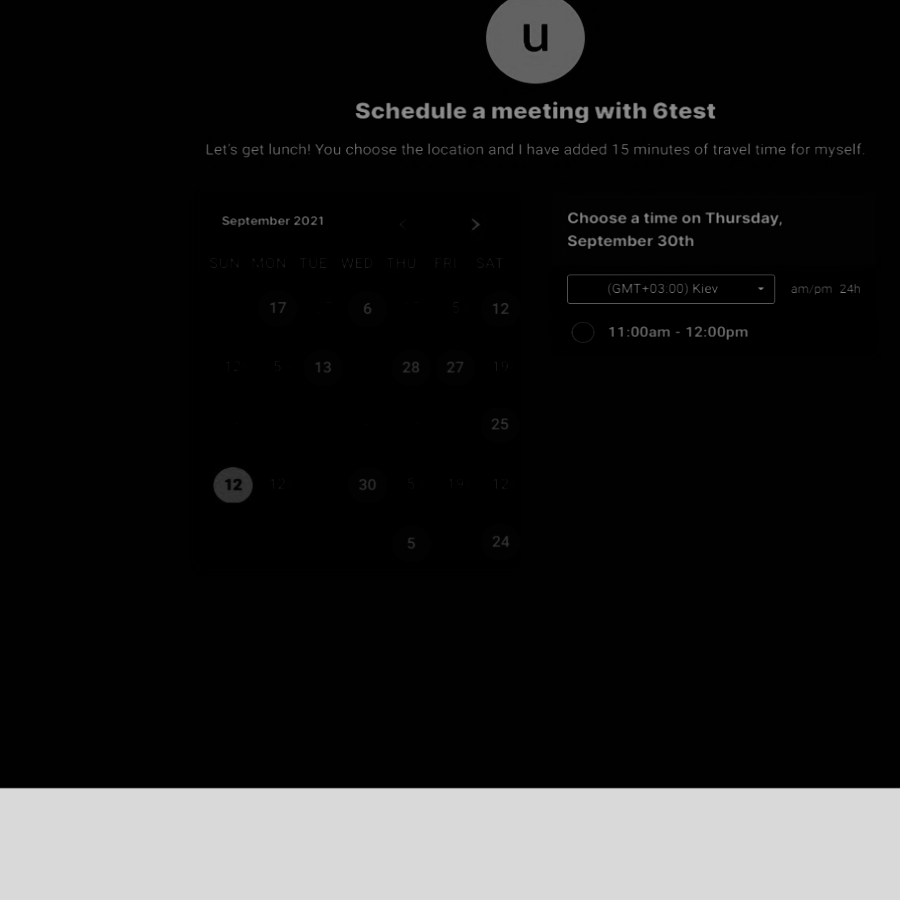 u
Schedule a meeting with 6test
Let's get lunch! You choose the location and I have added 15 minutes of travel time for myself.
September 2021
SUN MON TUE WED THU FRI SAT
17 6 5 12
12 5 13 28 27 19
25
12 12 30 5 19 12
5 24
Choose a time on Thursday,
September 30th
(GMT+03:00) Kiev
am/pm 24h
11:00am - 12:00pm